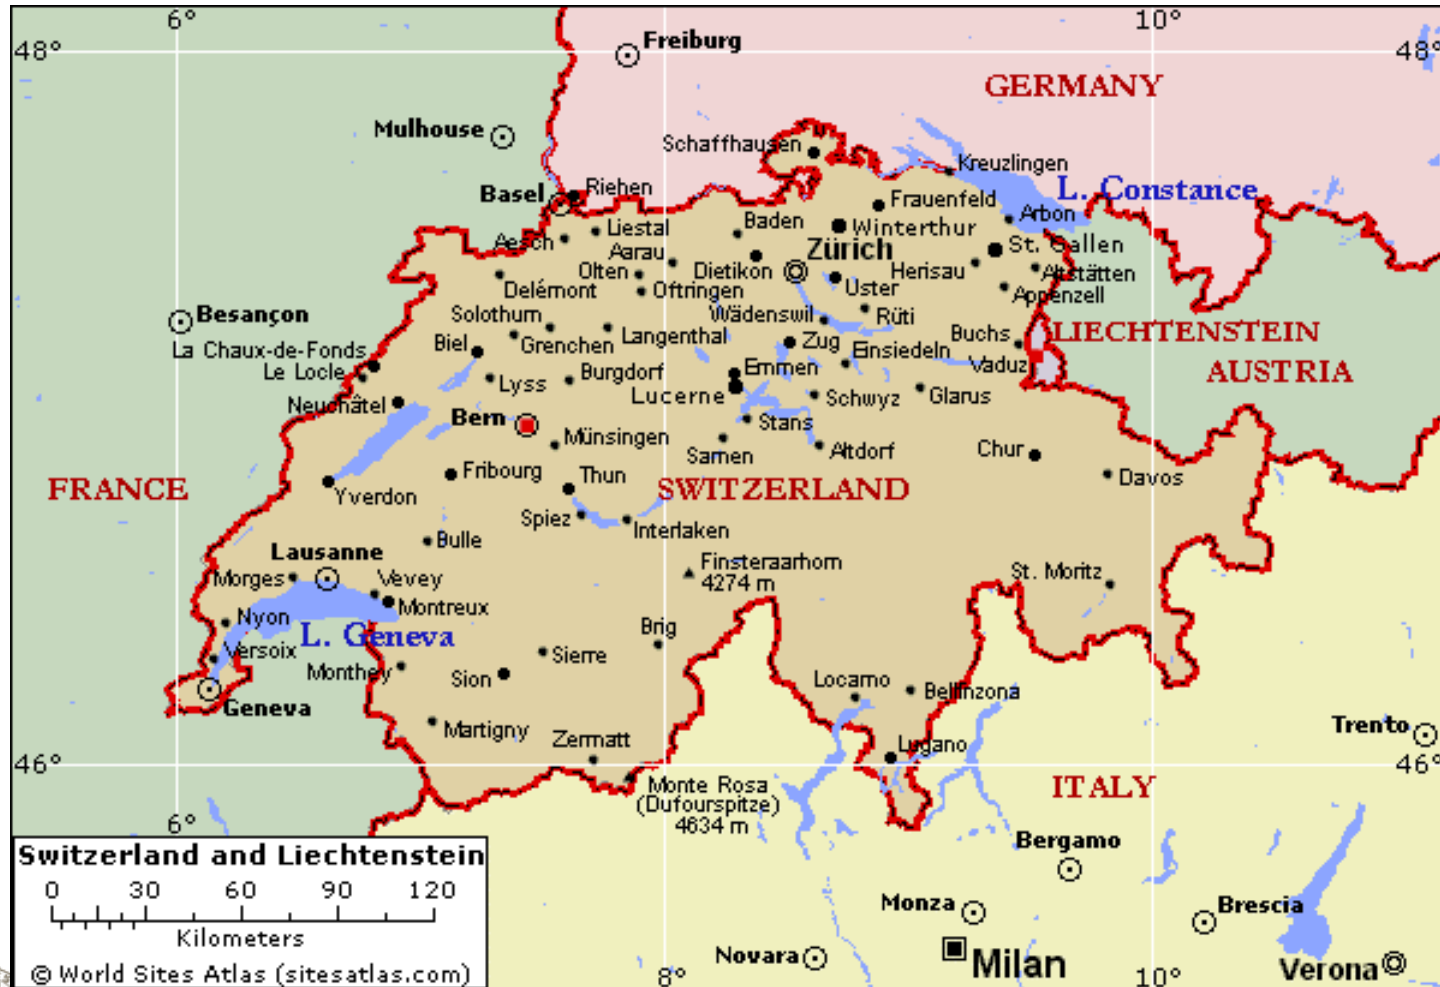 6°
10°
48°
48°
Freiburg
GERMANY
Mulhouse
Schaffhausen
Kreuzlingen
Basel
Riehen
L. Constance
Frauenfeld
Arbon
Liestal
Baden
Winterthur
Aesch
Aarau
Zürich
St. Gallen
Olten
Dietikon
Herisau
Altstätten
Delémont
Oftringen
Uster
Appenzell
Besançon
Solothurn
Wädenswil
Rüti
La Chaux-de-Fonds
Biel
Grenchen
Langenthal
Zug
Einsiedeln
Buchs
LIECHTENSTEIN
Le Locle
Lyss
Burgdorf
Emmen
Vaduz
AUSTRIA
Neuchâtel
Lucerne
Schwyz
Glarus
Bern
Münsingen
Stans
Sarnen
Altdorf
Chur
Fribourg
Thun
Davos
FRANCE
Yverdon
SWITZERLAND
Spiez
Interlaken
Bulle
Lausanne
Finsteraarhorn
4274 m
Morges
Vevey
St. Moritz
Montreux
Nyon
L. Geneva
Brig
Versoix
Monthey
Sierre
Sion
Locarno
Bellinzona
Geneva
Martigny
Zermatt
Lugano
Trento
46°
46°
Monte Rosa
(Dufourspitze)
4634 m
ITALY
6°
Bergamo
Switzerland and Liechtenstein
0 30 60 90 120
Kilometers
© World Sites Atlas (sitesatlas.com)
Monza
Brescia
Novara
Milan
Verona
8°
10°